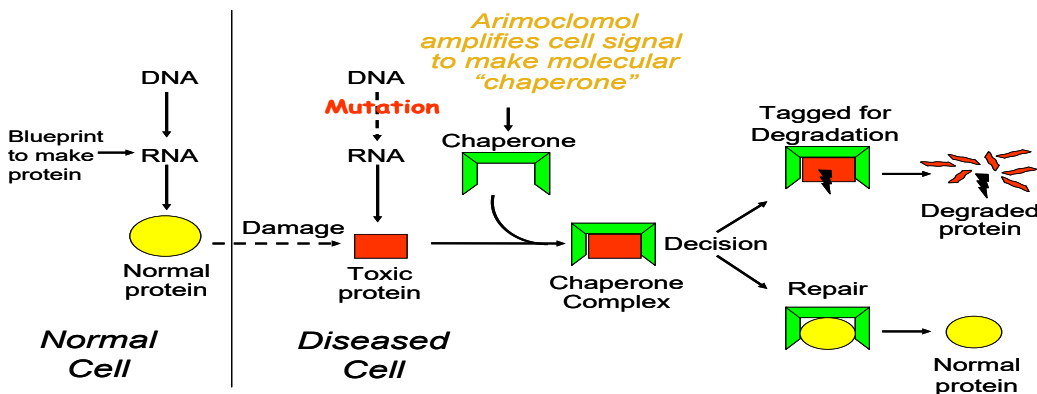 DNA
Blueprint
to make
protein
RNA
Normal
protein
Normal
Cell
Damage
DNA
Mutation
RNA
Toxic
protein
Diseased
Cell
Arimoclomol
amplifies cell signal
to make molecular
“chaperone”
Chaperone
Chaperone
Complex
Decision
Tagged for
Degradation
Degraded
protein
Repair
Normal
protein